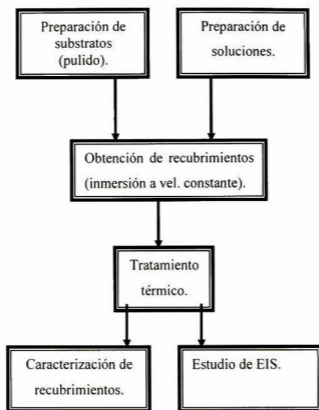 Preparación de
substratos
(pulido).
Preparación de
soluciones.
Obtención de recubrimientos
(inmersión a vel. constante).
Tratamiento
térmico.
Caracterización de
recubrimientos.
Estudio de EIS.